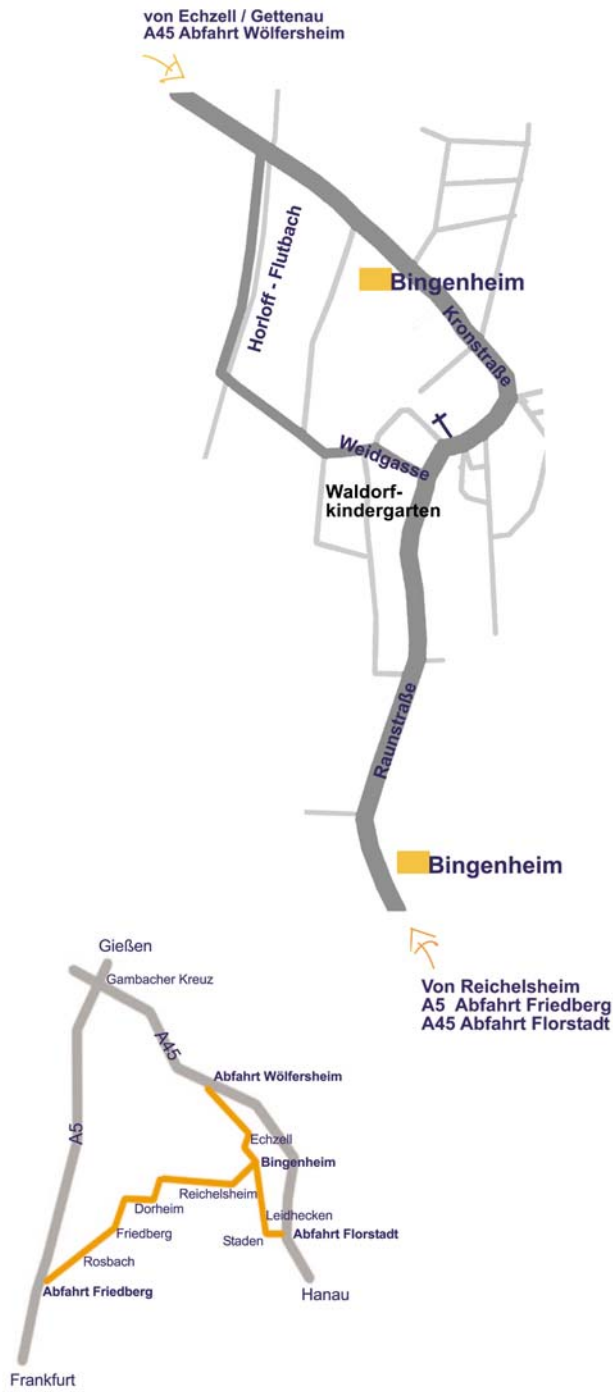 von Echzell / Gettenau
A45 Abfahrt Wölfersheim
Horloff - Flutbach
Bingenheim
Kronstraße
Weidgasse
Waldorf-
kindergarten
Raunstraße
Bingenheim
Von Reichelsheim
A5 Abfahrt Friedberg
A45 Abfahrt Florstadt
Gießen
Gambacher Kreuz
A45
Abfahrt Wölfersheim
A5
Echzell
Bingenheim
Reichelsheim
Dorheim
Leidhecken
Friedberg
Staden
Abfahrt Florstadt
Rosbach
Abfahrt Friedberg
Hanau
Frankfurt